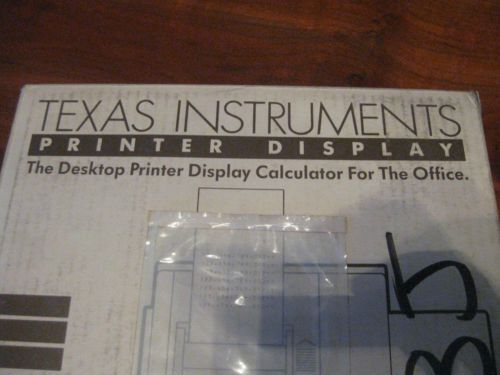 TEXAS INSTRUMENTS
PRINTER DISPLAY
The Desktop Printer Display Calculator For The Office.